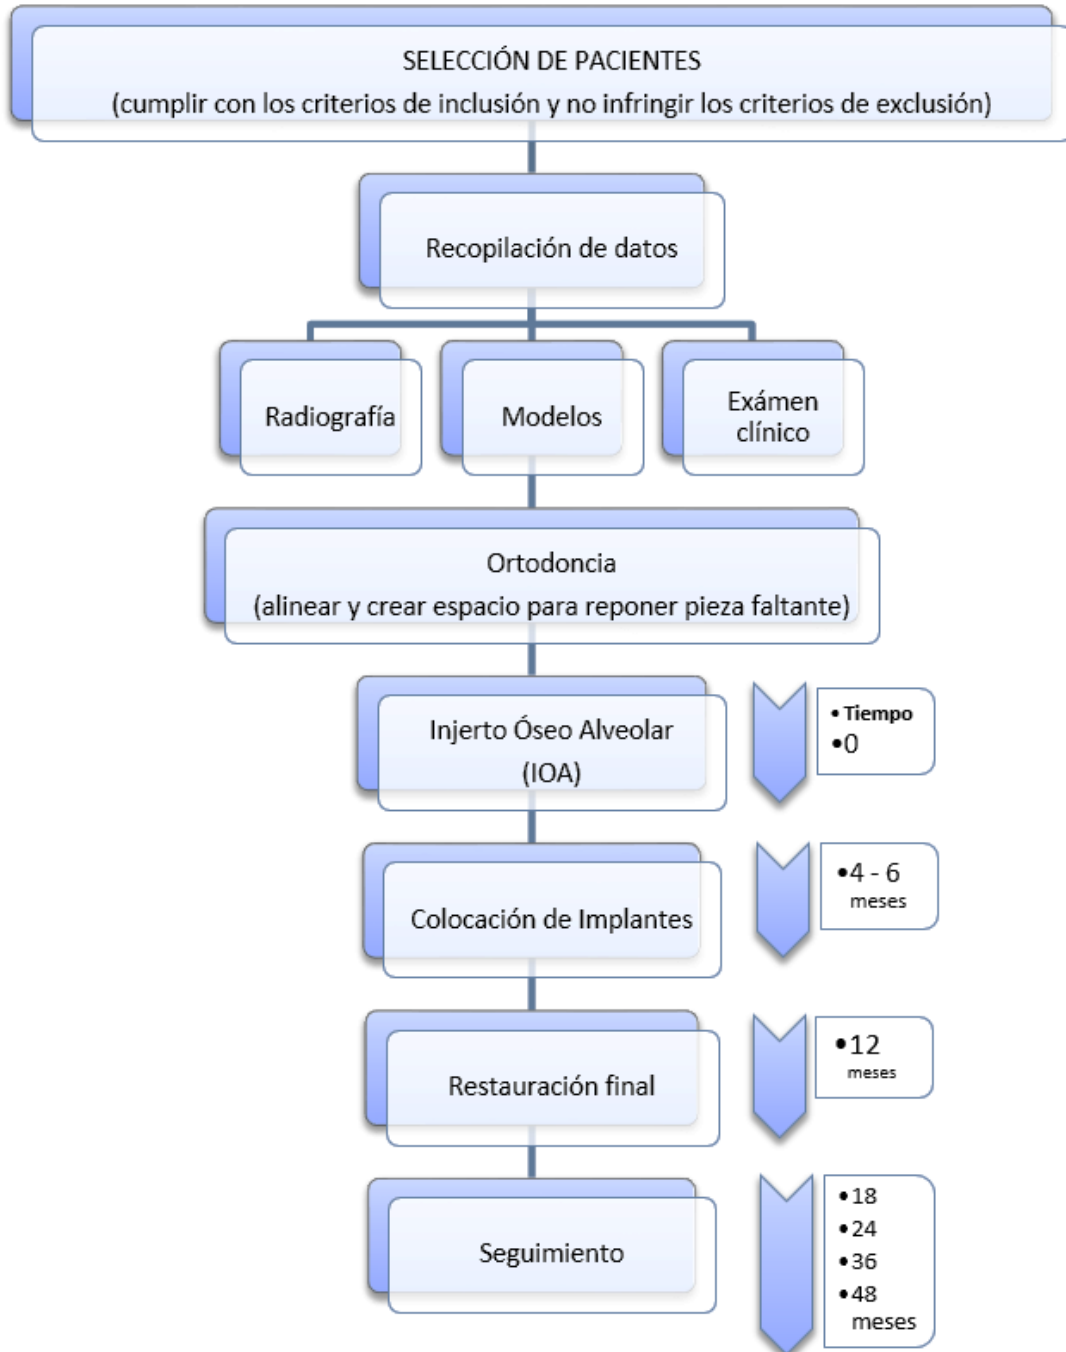 SELECCIÓN DE PACIENTES
(cumplir con los criterios de inclusión y no infringir los criterios de exclusión)
Recopilación de datos
Radiografía
Modelos
Exámen
clínico
Ortodoncia
(alinear y crear espacio para reponer pieza faltante)
Injerto Óseo Alveolar
(IOA)
• Tiempo
•0
Colocación de Implantes
•4 - 6
meses
Restauración final
•12
meses
Seguimiento
•18
•24
•36
•48
meses